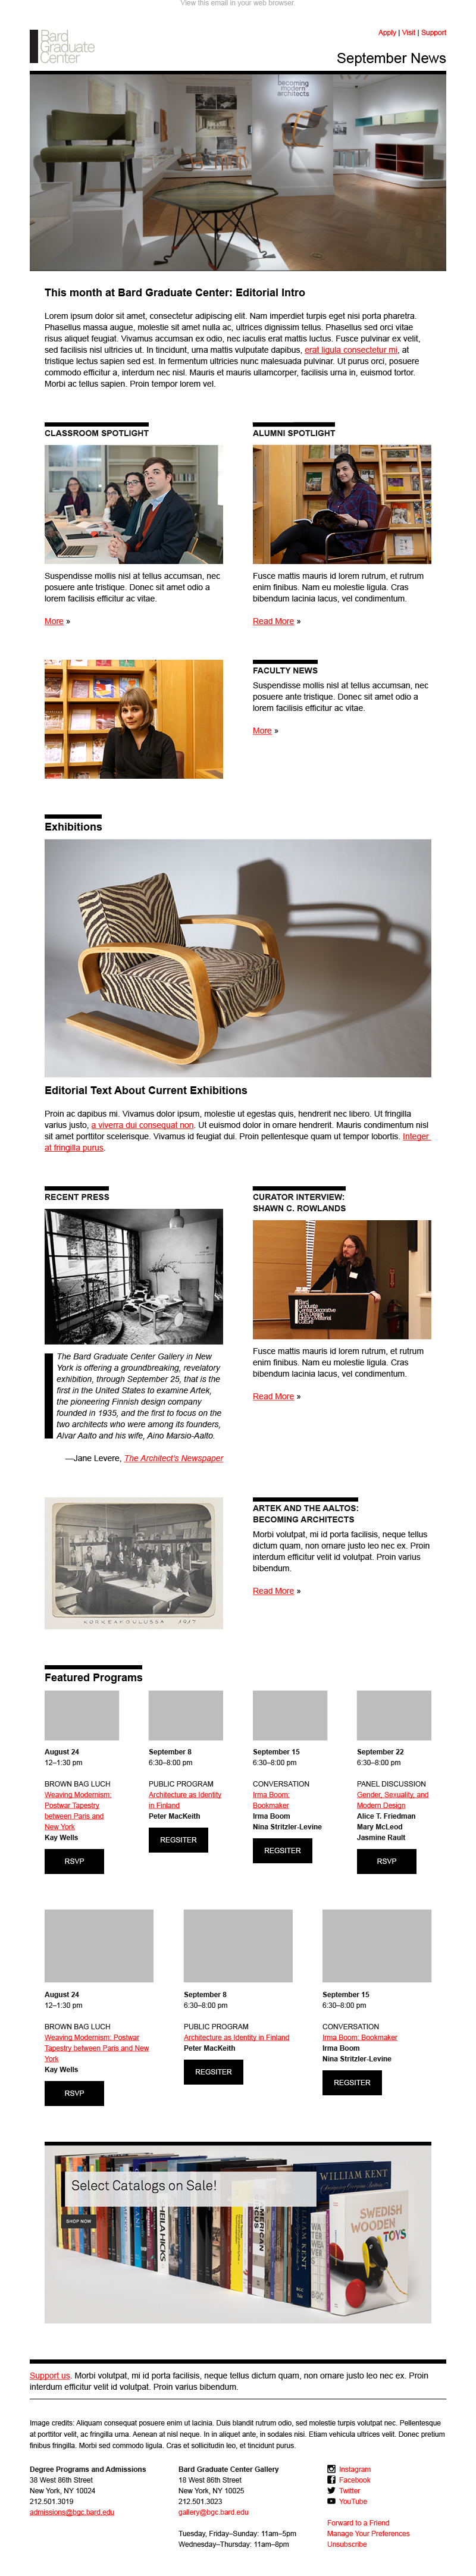 View this email in your web browser.
Bard
Graduate
Center
Apply | Visit | Support
September News
becoming
modern
architects
This month at Bard Graduate Center: Editorial Intro
Lorem ipsum dolor sit amet, consectetur adipiscing elit. Nam imperdiet turpis eget nisi porta pharetra.
Phasellus massa augue, molestie sit amet nulla ac, ultrices dignissim tellus. Phasellus sed orci vitae
risus aliquet feugiat. Vivamus accumsan ex odio, nec iaculis erat mattis luctus. Fusce pulvinar ex velit,
sed facilisis nisl ultricies ut. In tincidunt, urna mattis vulputate dapibus, erat ligula consectetur mi, at
tristique lectus sapien sed est. In fermentum ultricies nunc malesuada pulvinar. Ut purus orci, posuere
commodo efficitur a, interdum nec nisl. Mauris et mauris ullamcorper, facilisis urna in, euismod tortor.
Morbi ac tellus sapien. Proin tempor lorem vel.
CLASSROOM SPOTLIGHT
Suspendisse mollis nisl at tellus accumsan, nec
posuere ante tristique. Donec sit amet odio a
lorem facilisis efficitur ac vitae.
More »
ALUMNI SPOTLIGHT
Fusce mattis mauris id lorem rutrum, et rutrum
enim finibus. Nam eu molestie ligula. Cras
bibendum lacinia lacus, vel condimentum.
Read More »
FACULTY NEWS
Suspendisse mollis nisl at tellus accumsan, nec
posuere ante tristique. Donec sit amet odio a
lorem facilisis efficitur ac vitae.
More »
Exhibitions
Editorial Text About Current Exhibitions
Proin ac dapibus mi. Vivamus dolor ipsum, molestie ut egestas quis, hendrerit nec libero. Ut fringilla
varius justo, a viverra dui consequat non. Ut euismod dolor in ornare hendrerit. Mauris condimentum nisl
sit amet porttitor scelerisque. Vivamus id feugiat dui. Proin pellentesque quam ut tempor lobortis. Integer
at fringilla purus.
RECENT PRESS
The Bard Graduate Center Gallery in New
York is offering a groundbreaking, revelatory
exhibition, through September 25, that is the
first in the United States to examine Artek,
the pioneering Finnish design company
founded in 1935, and the first to focus on the
two architects who were among its founders,
Alvar Aalto and his wife, Aino Marsio-Aalto.
—Jane Levere, The Architect's Newspaper
CURATOR INTERVIEW:
SHAWN C. ROWLANDS
Bard
Graduate
Center
Fusce mattis mauris id lorem rutrum, et rutrum
enim finibus. Nam eu molestie ligula. Cras
bibendum lacinia lacus, vel condimentum.
Read More »
KORKEAKOULUSSA 1917
ARTEK AND THE AALTOS:
BECOMING ARCHITECTS
Morbi volutpat, mi id porta facilisis, neque tellus
dictum quam, non ornare justo leo nec ex. Proin
interdum efficitur velit id volutpat. Proin varius
bibendum.
Read More »
Featured Programs
August 24
12–1:30 pm
BROWN BAG LUCH
Weaving Modernism:
Postwar Tapestry
between Paris and
New York
Kay Wells
RSVP
September 8
6:30–8:00 pm
PUBLIC PROGRAM
Architecture as Identity
in Finland
Peter MacKeith
REGSITER
September 15
6:30–8:00 pm
CONVERSATION
Irma Boom:
Bookmaker
Irma Boom
Nina Stritzler-Levine
REGSITER
September 22
6:30–8:00 pm
PANEL DISCUSSION
Gender, Sexuality, and
Modern Design
Alice T. Friedman
Mary McLeod
Jasmine Rault
RSVP
August 24
12–1:30 pm
BROWN BAG LUCH
Weaving Modernism: Postwar
Tapestry between Paris and New
York
Kay Wells
RSVP
September 8
6:30–8:00 pm
PUBLIC PROGRAM
Architecture as Identity in Finland
Peter MacKeith
REGSITER
September 15
6:30–8:00 pm
CONVERSATION
Irma Boom: Bookmaker
Irma Boom
Nina Stritzler-Levine
REGSITER
Select Catalogs on Sale!
SHOP NOW
SHEILA HICKS
WILLIAM KENT
WILLIAM KENT
SWEDISH
WOODEN
TOYS
Support us. Morbi volutpat, mi id porta facilisis, neque tellus dictum quam, non ornare justo leo nec ex. Proin
interdum efficitur velit id volutpat. Proin varius bibendum.
Image credits: Aliquam consequat posuere enim ut lacinia. Duis blandit rutrum odio, sed molestie turpis volutpat nec. Pellentesque
at porttitor velit, ac fringilla urna. Aenean at nisl neque. In in aliquet ante, in sodales nisi. Etiam vehicula ultrices velit. Donec pretium
finibus fringilla. Morbi sed commodo ligula. Cras et sollicitudin leo, et tincidunt purus.
Degree Programs and Admissions
38 West 86th Street
New York, NY 10024
212.501.3019
admissions@bgc.bard.edu
Bard Graduate Center Gallery
18 West 86th Street
New York, NY 10025
212.501.3023
gallery@bgc.bard.edu
Tuesday, Friday–Sunday: 11am–5pm
Wednesday–Thursday: 11am–8pm
Instagram
Facebook
Twitter
YouTube
Forward to a Friend
Manage Your Preferences
Unsubscribe